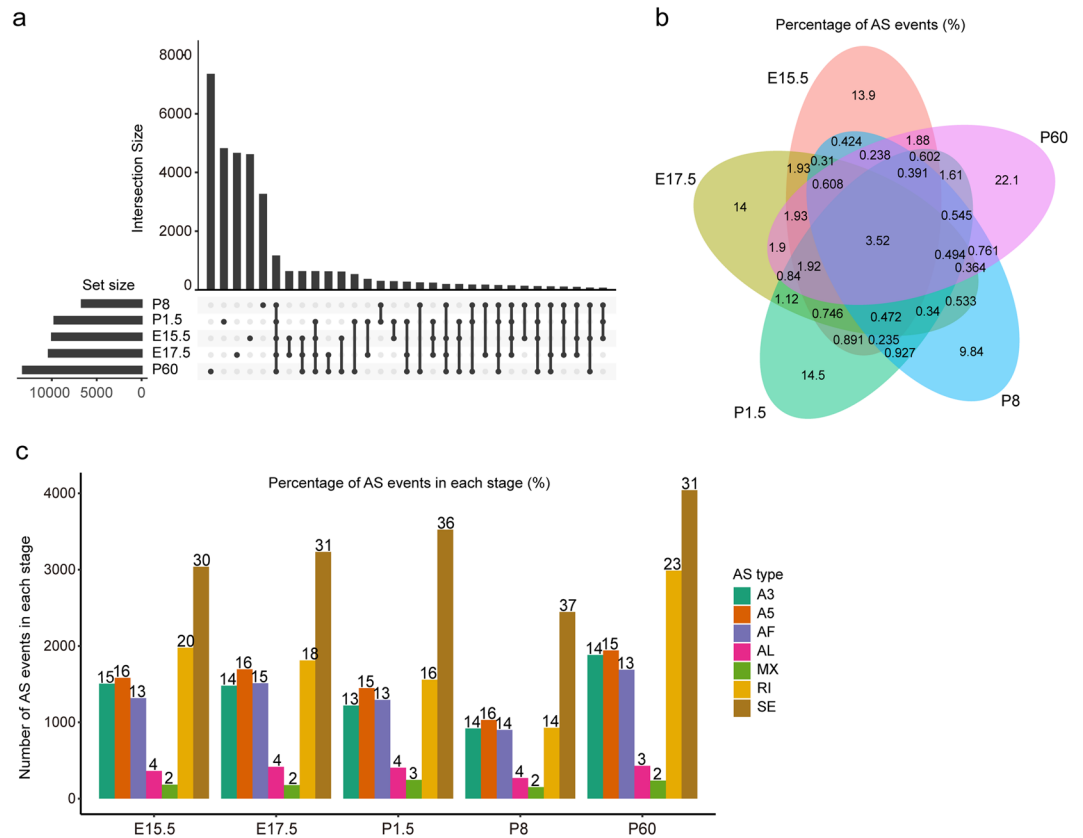 a
8000
6000
4000
2000
0
Intersection Size
Set size
P8
P1.5
E15.5
E17.5
P60
10000 5000 0
b
Percentage of AS events (%)
E15.5
P60
E17.5
P1.5
P8
13.9
0.424
1.88
0.238
0.602
1.93
0.31
0.391
1.61
0.608
22.1
14
1.93
0.545
3.52
1.9
0.494
0.761
1.92
0.364
0.84
1.12
0.533
0.746
0.472
0.34
0.891
0.235
0.927
9.84
14.5
c
Percentage of AS events in each stage (%)
Number of AS events in each stage
4000
3000
2000
1000
0
15 16 13 4 2 20 30
14 16 15 4 2 18 31
13 15 13 4 3 16 36
14 16 14 4 2 14 37
14 15 13 3 2 23 31
E15.5 E17.5 P1.5 P8 P60
AS type
A3
A5
AF
AL
MX
RI
SE